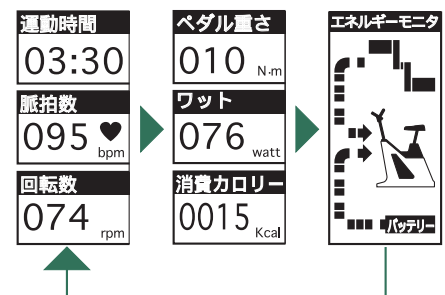 運動時間
03:30
脈拍数
095 ♥ bpm
回転数
074 rpm
ペダル重さ
010 N·m
ワット
076 watt
消費カロリー
0015 Kcal
エネルギーモニタ
バッテリー